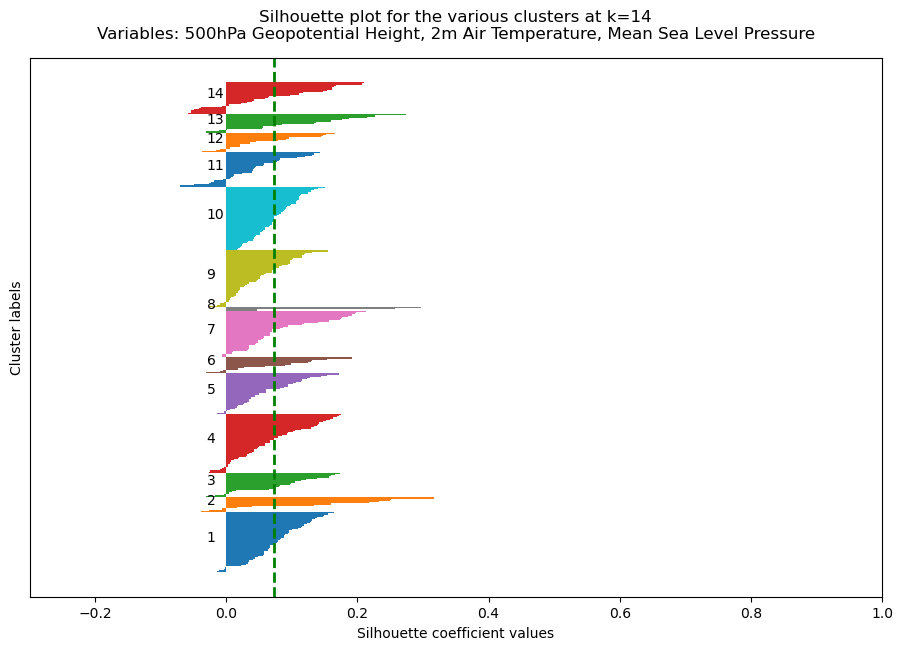 Silhouette plot for the various clusters at k=14
Variables: 500hPa Geopotential Height, 2m Air Temperature, Mean Sea Level Pressure
Cluster labels
14
13
12
11
10
9
8
7
6
5
4
3
2
1
−0.2 0.0 0.2 0.4 0.6 0.8 1.0
Silhouette coefficient values